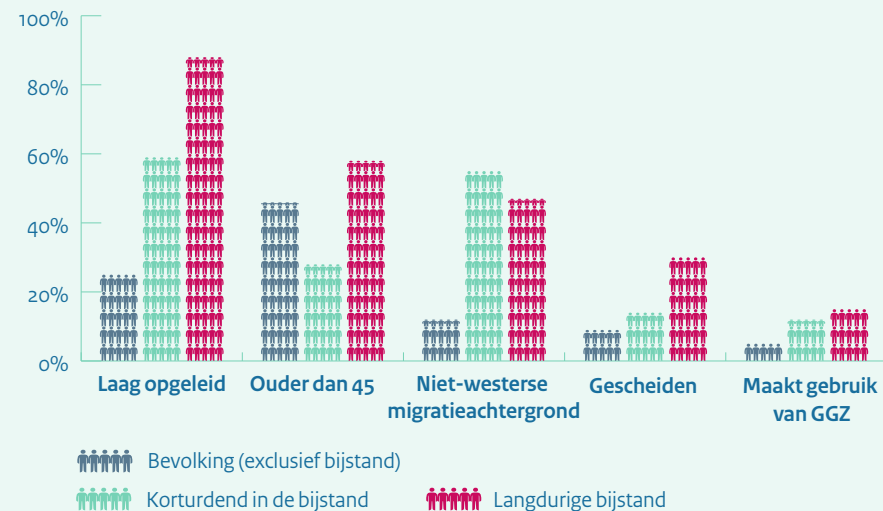 100%
80%
60%
40%
20%
0%
Laag opgeleid
Ouder dan 45
Niet-westerse
migratieachtergrond
Gescheiden
Maakt gebruik
van GGZ
Bevolking (exclusief bijstand)
Korturdend in de bijstand
Langdurige bijstand